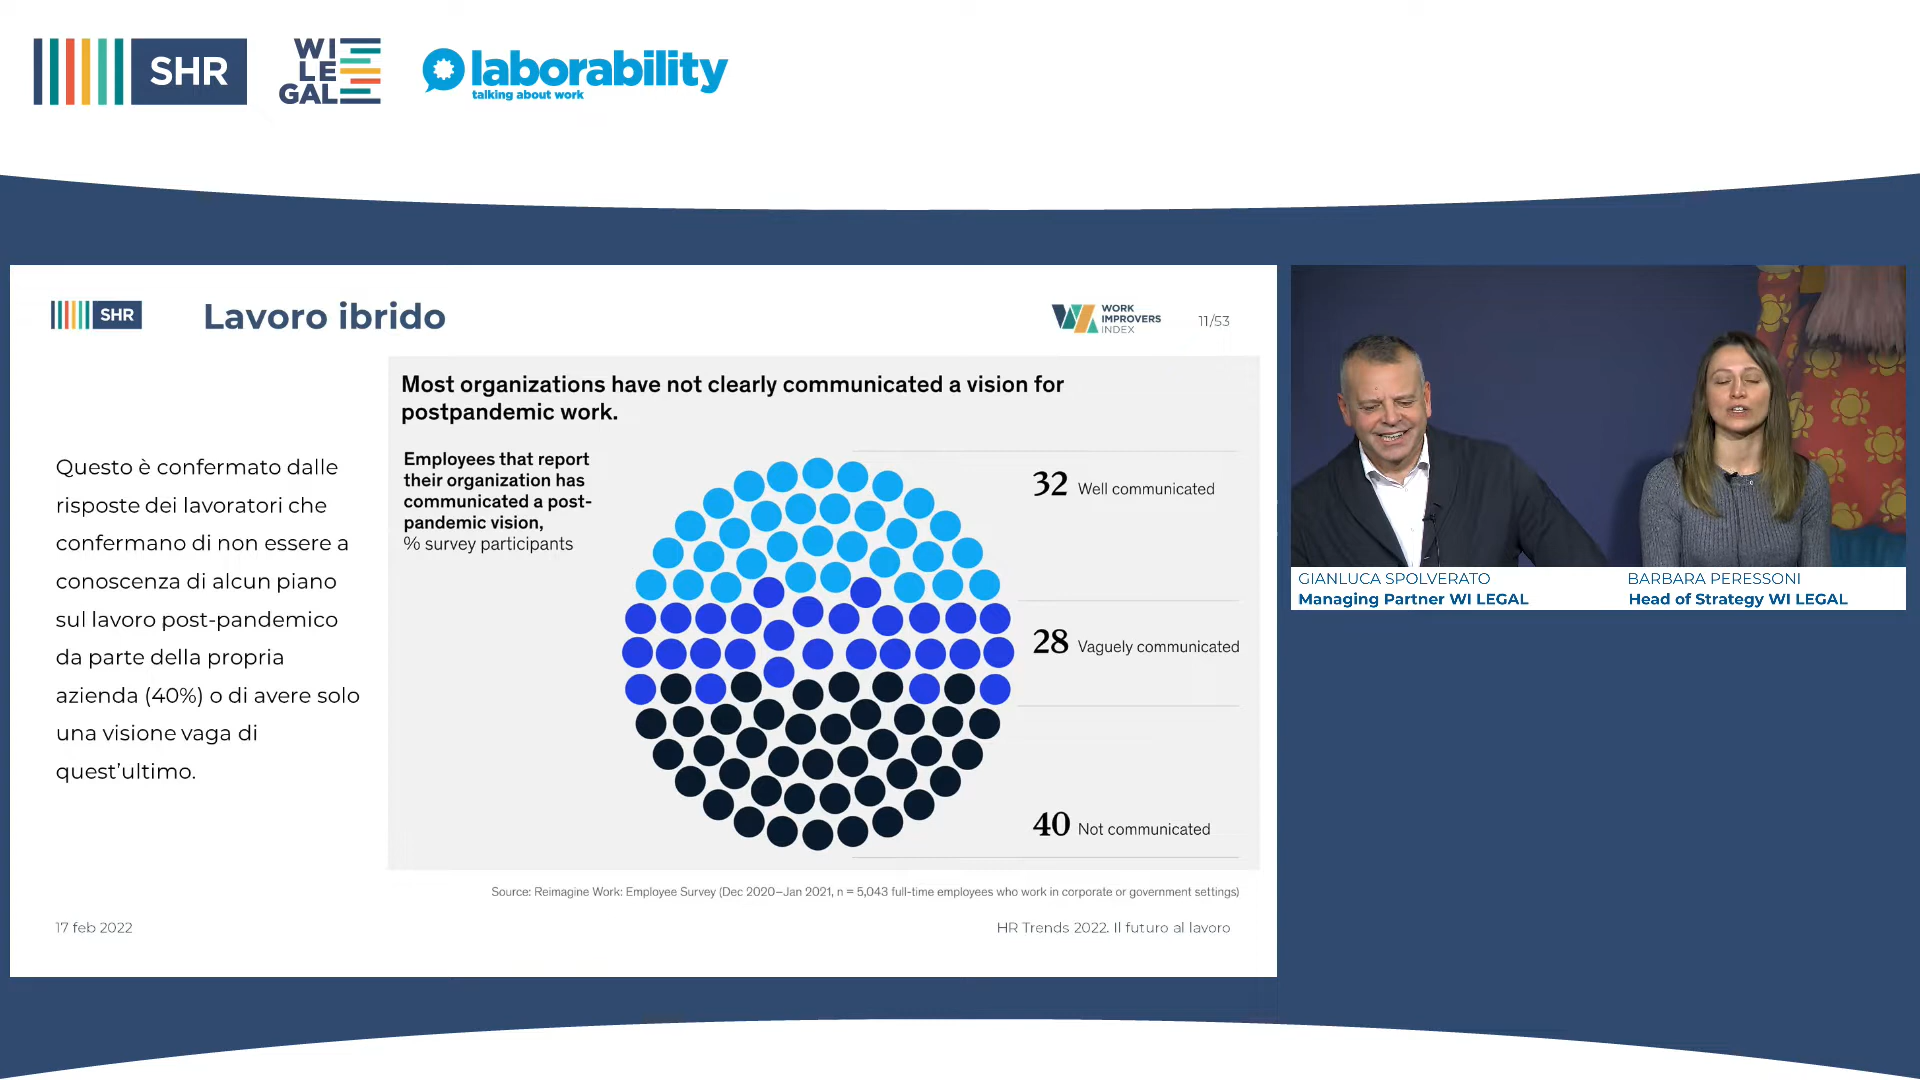 SHR
WI
LE
GAL
laborability
talking about work
SHR
Lavoro ibrido
WORK
IMPROVERS
INDEX
11/53
Most organizations have not clearly communicated a vision for
postpandemic work.
Questo è confermato dalle
risposte dei lavoratori che
confermano di non essere a
conoscenza di alcun piano
sul lavoro post-pandemico
da parte della propria
azienda (40%) o di avere solo
una visione vaga di
quest'ultimo.
Employees that report
their organization has
communicated a post-
pandemic vision,
% survey participants
32 Well communicated
28 Vaguely communicated
40 Not communicated
Source: Reimagine Work: Employee Survey (Dec 2020–Jan 2021, n = 5,043 full-time employees who work in corporate or government settings)
17 feb 2022
HR Trends 2022. Il futuro al lavoro
GIANLUCA SPOLVERATO
Managing Partner WI LEGAL
BARBARA PERESSONI
Head of Strategy WI LEGAL